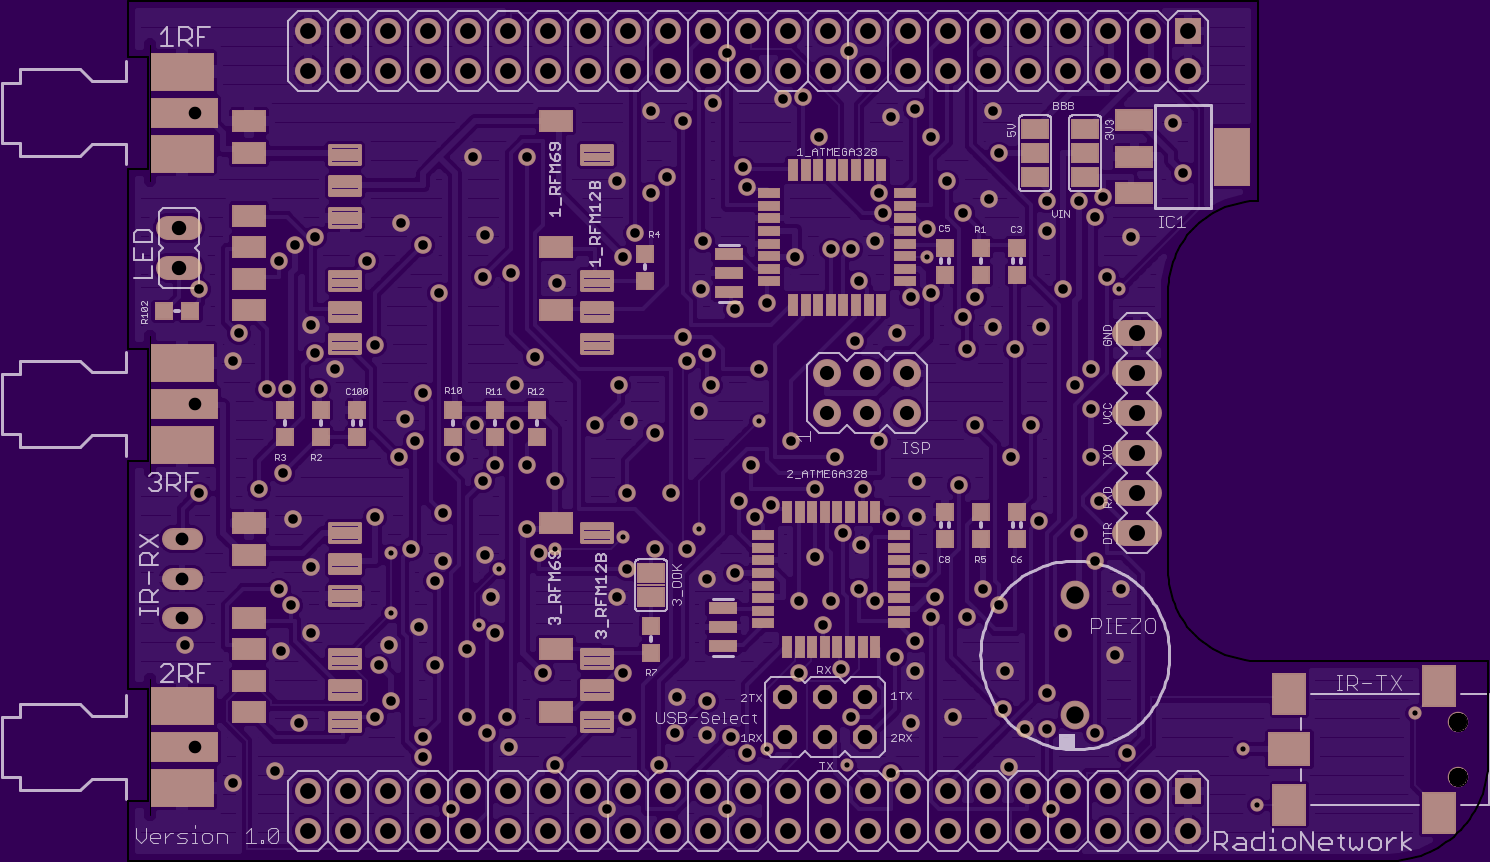 1RF
BBB
5V
3V3
1_ATMEGA328
1_RFM69
1_RFM12B
VIN
IC1
LED
R4
C5
R1
C3
R102
GND
R10
R11
R12
C100
VCC
ISP
1
R3
R2
TXD
3RF
2_ATMEGA328
RXD
DTR
IR-RX
3_RFM69
3_RFM12B
3_OOK
C8
R5
C6
PIEZO
2RF
R7
RX
IR-TX
2TX
1TX
USB-Select
1RX
2RX
TX
Version 1.0
RadioNetwork